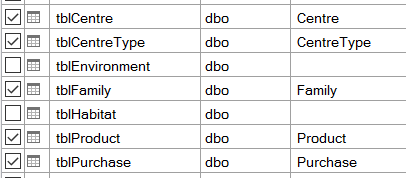 tblCentre dbo Centre
tblCentreType dbo CentreType
tblEnvironment dbo
tblFamily dbo Family
tblHabitat dbo
tblProduct dbo Product
tblPurchase dbo Purchase